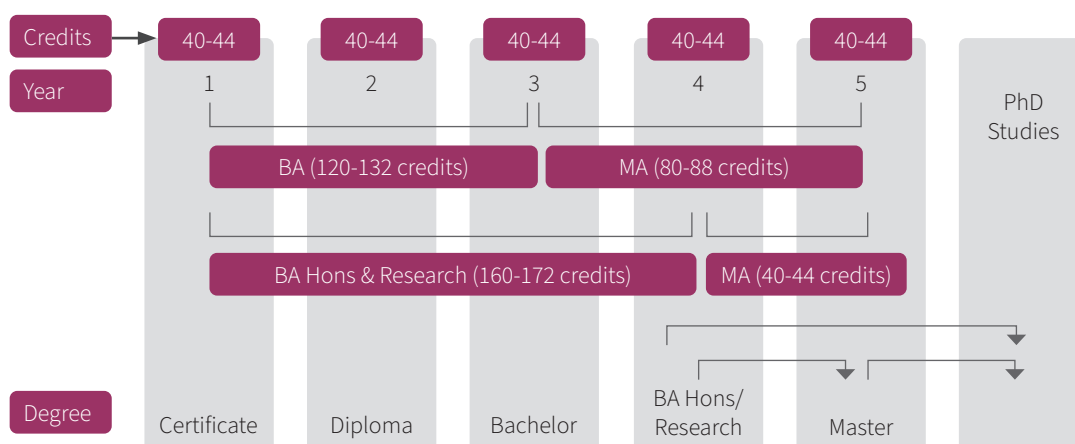 Credits
40-44
40-44
40-44
40-44
40-44
Year
1
2
3
4
5
PhD
Studies
BA (120-132 credits)
MA (80-88 credits)
BA Hons & Research (160-172 credits)
MA (40-44 credits)
Degree
Certificate
Diploma
Bachelor
BA Hons/
Research
Master